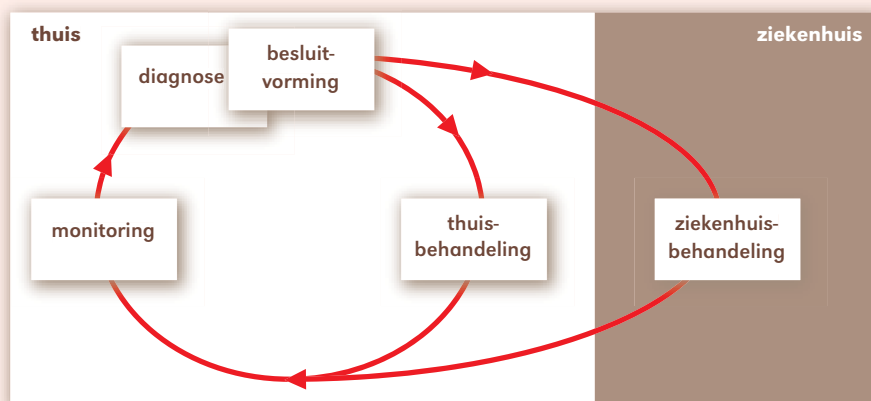 thuis
ziekenhuis
diagnose
besluit-
vorming
monitoring
thuis-
behandeling
ziekenhuis-
behandeling